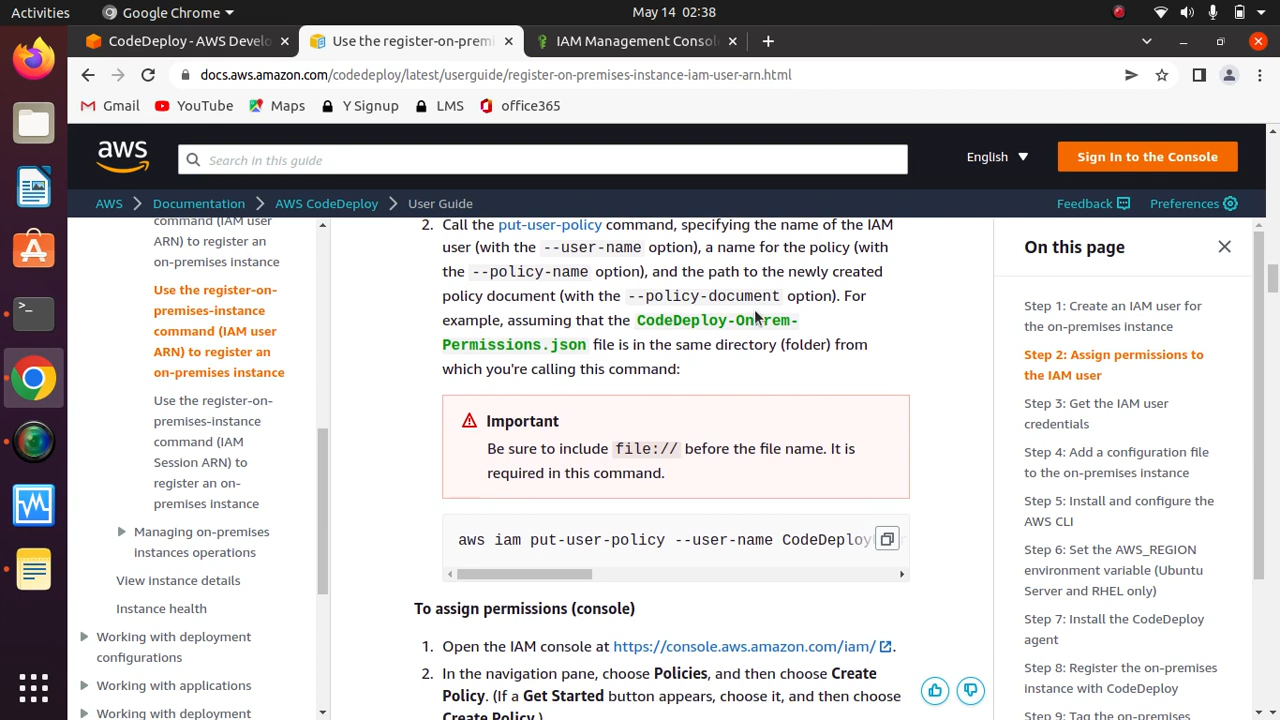 Activities
Google Chrome
May 14 02:38
CodeDeploy - AWS Develo
Use the register-on-premi
IAM Management Consol
docs.aws.amazon.com/codedeploy/latest/userguide/register-on-premises-instance-iam-user-arn.html
Gmail
YouTube
Maps
Y Signup
LMS
office365
aws
Search in this guide
English
Sign In to the Console
AWS
Documentation
AWS CodeDeploy
User Guide
Feedback
Preferences
command (IAM user
ARN) to register an
on-premises instance
Use the register-on-
premises-instance
command (IAM user
ARN) to register an
on-premises instance
Use the register-on-
premises-instance
command (IAM
Session ARN) to
register an on-
premises instance
Managing on-premises
instances operations
View instance details
Instance health
Working with deployment
configurations
Working with applications
Working with deployment
2. Call the put-user-policy command, specifying the name of the IAM
user (with the --user-name option), a name for the policy (with
the --policy-name option), and the path to the newly created
policy document (with the --policy-document option). For
example, assuming that the CodeDeploy-OnPrem-
Permissions.json file is in the same directory (folder) from
which you're calling this command:
Important
Be sure to include file:// before the file name. It is
required in this command.
aws iam put-user-policy --user-name CodeDeploy
To assign permissions (console)
1. Open the IAM console at https://console.aws.amazon.com/iam/.
2. In the navigation pane, choose Policies, and then choose Create
Policy. (If a Get Started button appears, choose it, and then choose
Create Policy.)
On this page
Step 1: Create an IAM user for
the on-premises instance
Step 2: Assign permissions to
the IAM user
Step 3: Get the IAM user
credentials
Step 4: Add a configuration file
to the on-premises instance
Step 5: Install and configure the
AWS CLI
Step 6: Set the AWS_REGION
environment variable (Ubuntu
Server and RHEL only)
Step 7: Install the CodeDeploy
agent
Step 8: Register the on-premises
instance with CodeDeploy
Step 9: Tag the on-premises